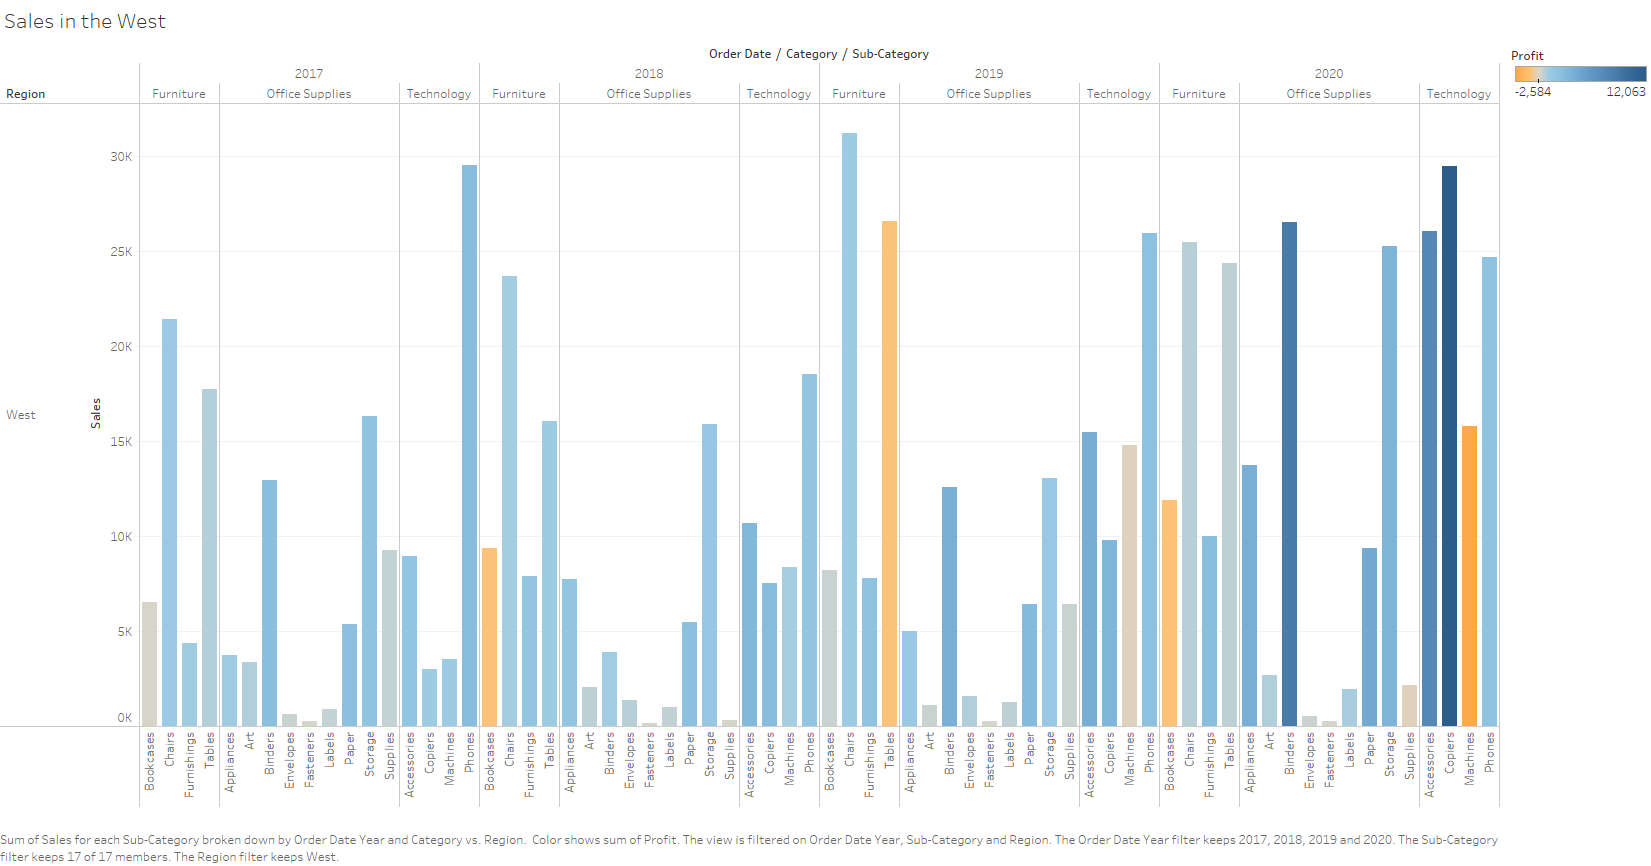 Sales in the West
Order Date / Category / Sub-Category
Profit
-2,584 12,063
2017 2018 2019 2020
Region Furniture Office Supplies Technology Furniture Office Supplies Technology Furniture Office Supplies Technology Furniture Office Supplies Technology
30K
25K
20K
15K
10K
5K
0K
West
Sales
Bookcases
Chairs
Furnishings
Tables
Appliances
Art
Binders
Envelopes
Fasteners
Labels
Paper
Storage
Supplies
Accessories
Copiers
Machines
Phones
Bookcases
Chairs
Furnishings
Tables
Appliances
Art
Binders
Envelopes
Fasteners
Labels
Paper
Storage
Supplies
Accessories
Copiers
Machines
Phones
Bookcases
Chairs
Furnishings
Tables
Appliances
Art
Binders
Envelopes
Fasteners
Labels
Paper
Storage
Supplies
Accessories
Copiers
Machines
Phones
Bookcases
Chairs
Furnishings
Tables
Appliances
Art
Binders
Envelopes
Fasteners
Labels
Paper
Storage
Supplies
Accessories
Copiers
Machines
Phones
Sum of Sales for each Sub-Category broken down by Order Date Year and Category vs. Region.  Color shows sum of Profit. The view is filtered on Order Date Year, Sub-Category and Region. The Order Date Year filter keeps 2017, 2018, 2019 and 2020. The Sub-Category
filter keeps 17 of 17 members. The Region filter keeps West.